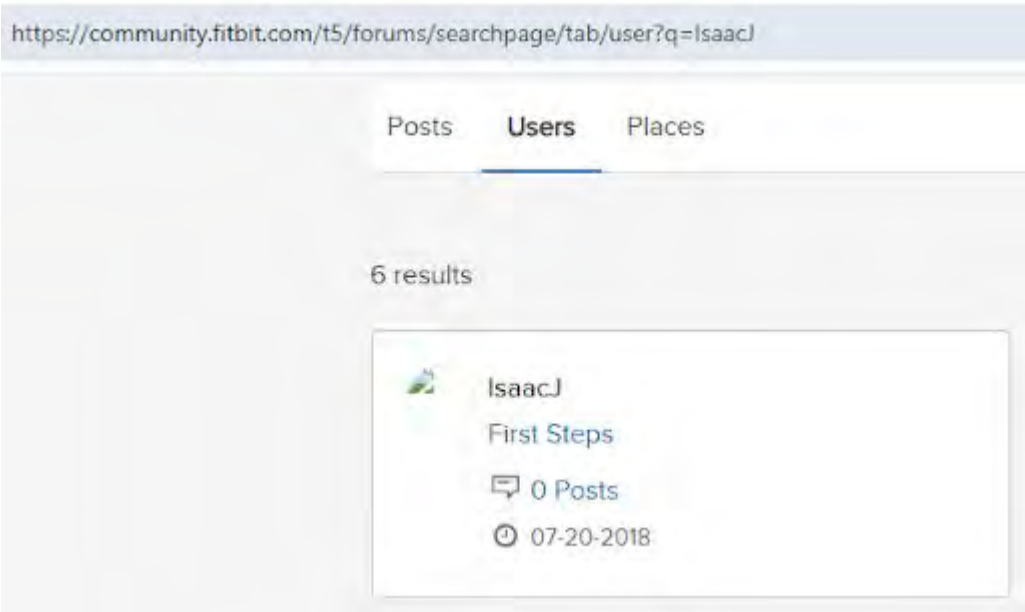 https://community.fitbit.com/t5/forums/searchpage/tab/user?q=IsaacJ
Posts Users Places
6 results
IsaacJ
First Steps
0 Posts
07-20-2018